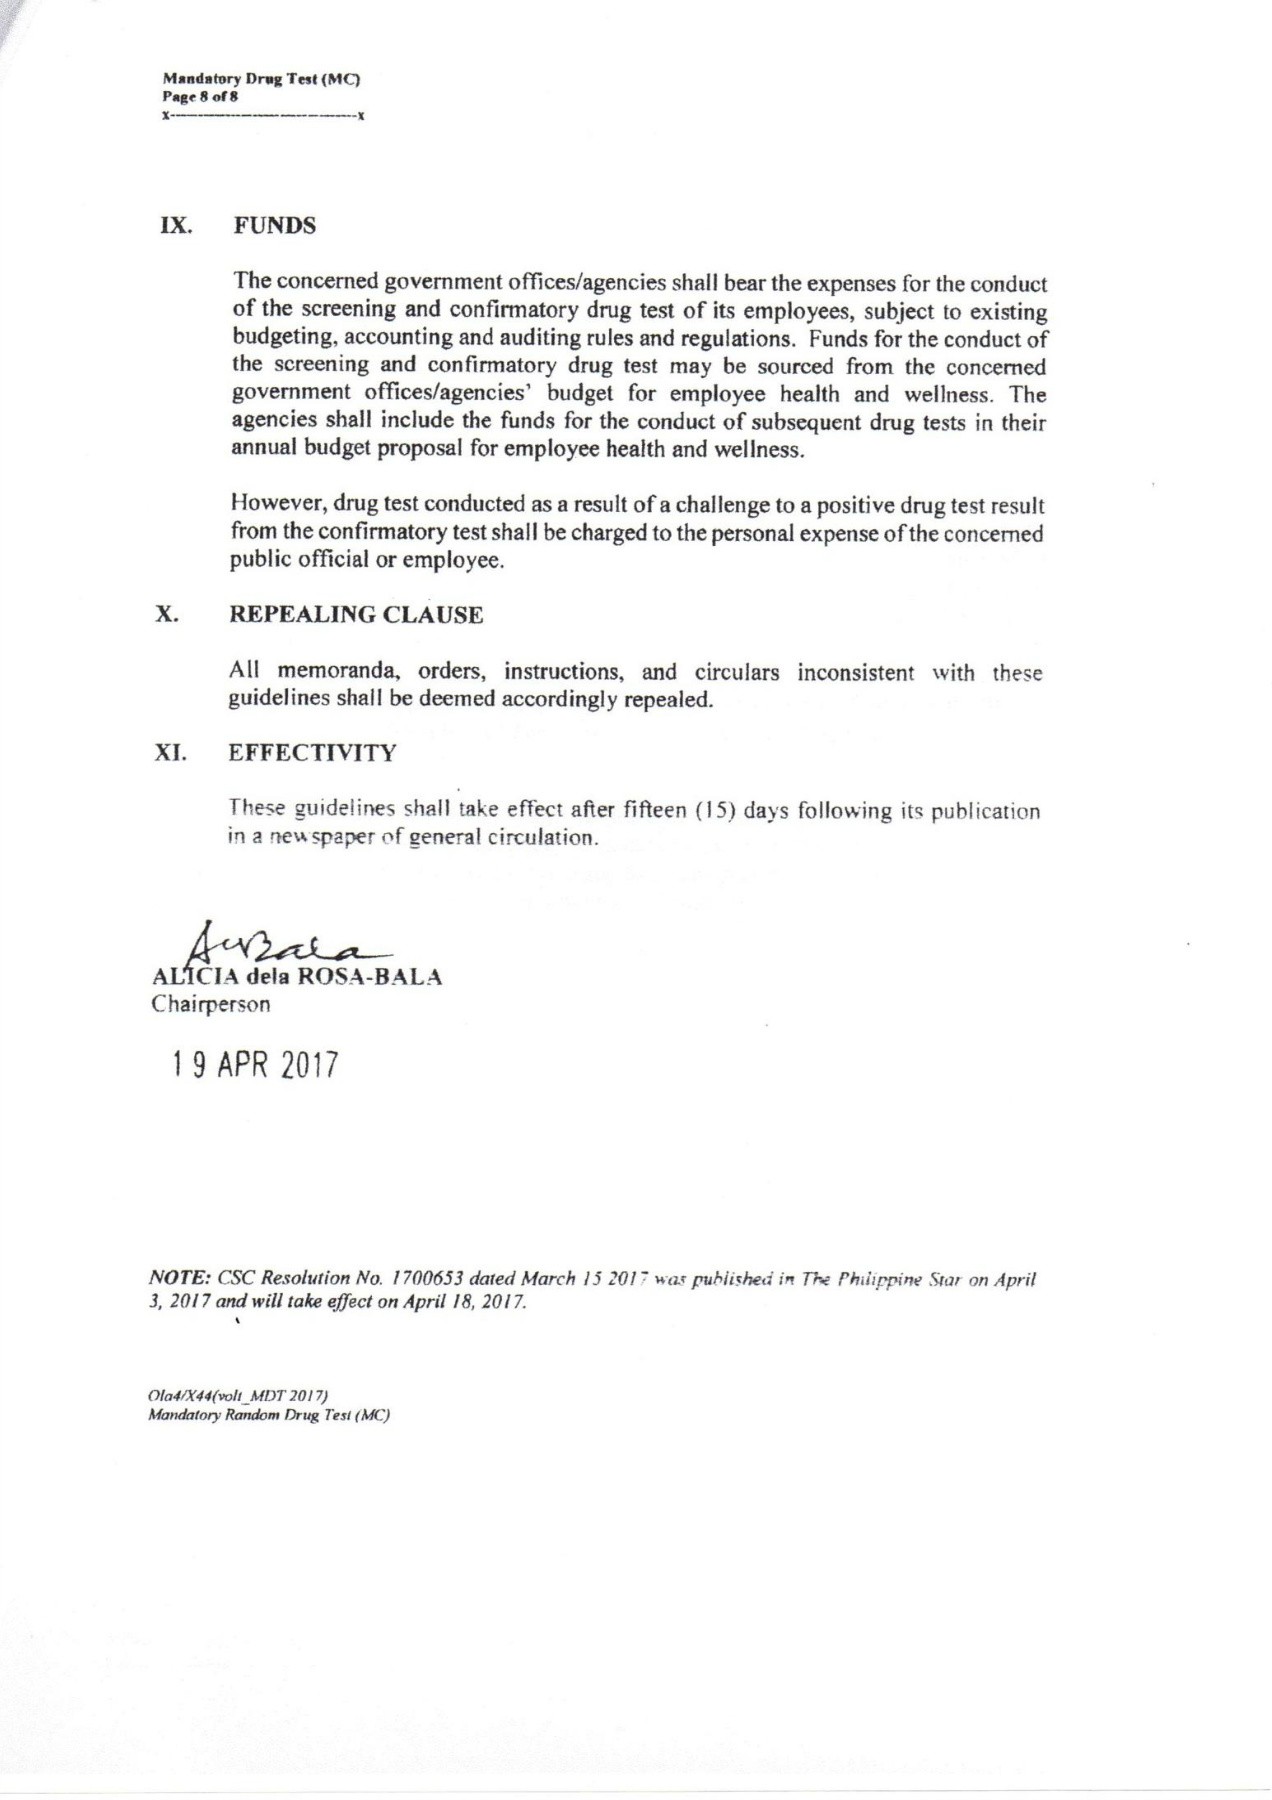 Mandatory Drug Test (MC)
Page 8 of 8
x-----------------------------------x
IX. FUNDS
The concerned government offices/agencies shall bear the expenses for the conduct
of the screening and confirmatory drug test of its employees, subject to existing
budgeting, accounting and auditing rules and regulations. Funds for the conduct of
the screening and confirmatory drug test may be sourced from the concerned
government offices/agencies' budget for employee health and wellness. The
agencies shall include the funds for the conduct of subsequent drug tests in their
annual budget proposal for employee health and wellness.
However, drug test conducted as a result of a challenge to a positive drug test result
from the confirmatory test shall be charged to the personal expense of the concerned
public official or employee.
X. REPEALING CLAUSE
All memoranda, orders, instructions, and circulars inconsistent with these
guidelines shall be deemed accordingly repealed.
XI. EFFECTIVITY
These guidelines shall take effect after fifteen (15) days following its publication
in a newspaper of general circulation.
ALICIA dela ROSA-BALA
Chairperson
19 APR 2017
NOTE: CSC Resolution No. 1700653 dated March 15 2017 was published in The Philippine Star on April
3, 2017 and will take effect on April 18, 2017.
Ola4/X44(volt_MDT 2017)
Mandatory Random Drug Test (MC)